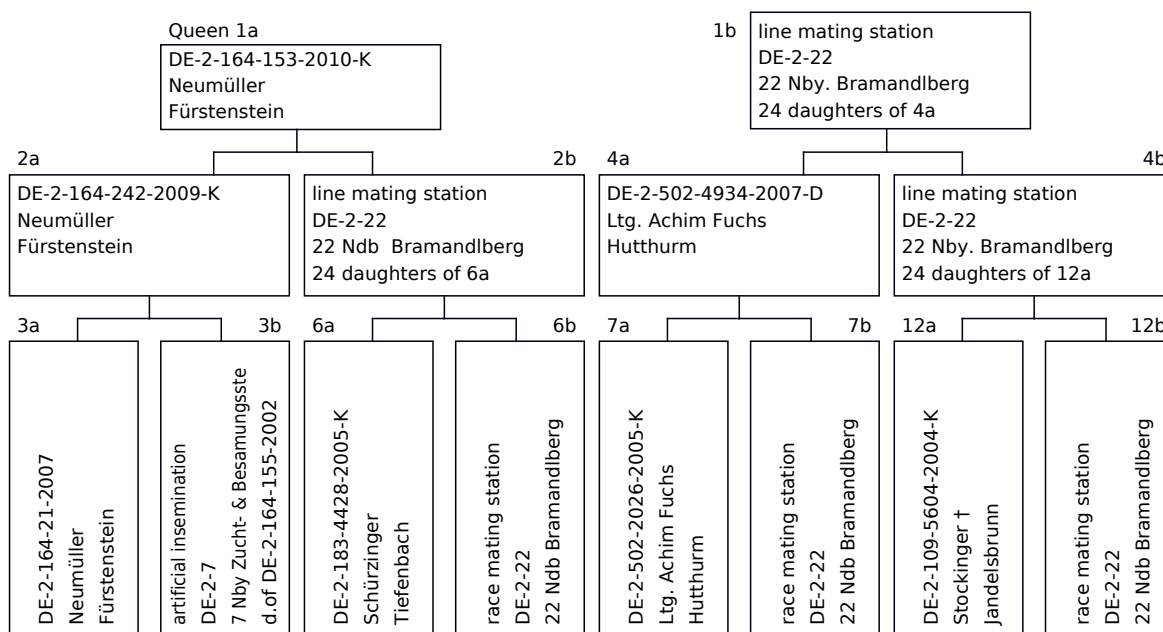 Queen 1a
DE-2-164-153-2010-K
Neumüller
Fürstenstein
1b
line mating station
DE-2-22
22 Nby. Bramandlberg
24 daughters of 4a
2a
DE-2-164-242-2009-K
Neumüller
Fürstenstein
2b
line mating station
DE-2-22
22 Ndb  Bramandlberg
24 daughters of 6a
4a
DE-2-502-4934-2007-D
Ltg. Achim Fuchs
Hutthurm
4b
line mating station
DE-2-22
22 Nby. Bramandlberg
24 daughters of 12a
3a
DE-2-164-21-2007
Neumüller
Fürstenstein
3b
artificial insemination
DE-2-7
7 Nby Zucht- & Besamungsste
d.of DE-2-164-155-2002
6a
DE-2-183-4428-2005-K
Schürzinger
Tiefenbach
6b
race mating station
DE-2-22
22 Ndb Bramandlberg
7a
DE-2-502-2026-2005-K
Ltg. Achim Fuchs
Hutthurm
7b
race mating station
DE-2-22
22 Ndb Bramandlberg
12a
DE-2-109-5604-2004-K
Stockinger †
Jandelsbrunn
12b
race mating station
DE-2-22
22 Ndb Bramandlberg